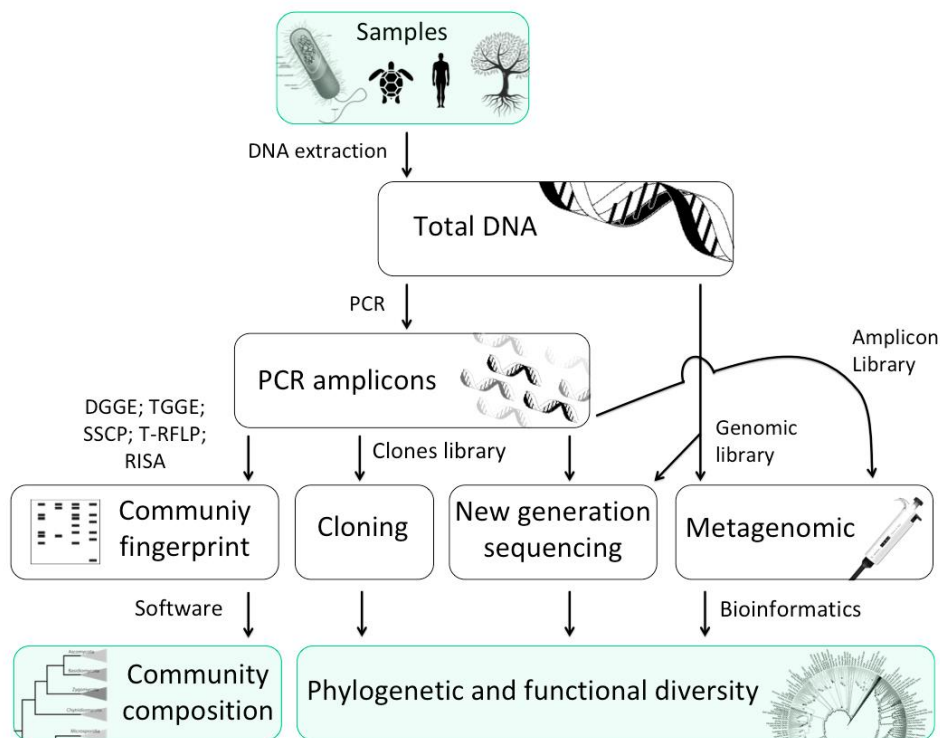 Samples
DNA extraction
Total DNA
PCR
Amplicon
Library
PCR amplicons
DGGE; TGGE;
SSCP; T-RFLP;
RISA
Clones library
Genomic
library
Communiy
fingerprint
Cloning
New generation
sequencing
Metagenomic
Software
Bioinformatics
Community
composition
Phylogenetic and functional diversity